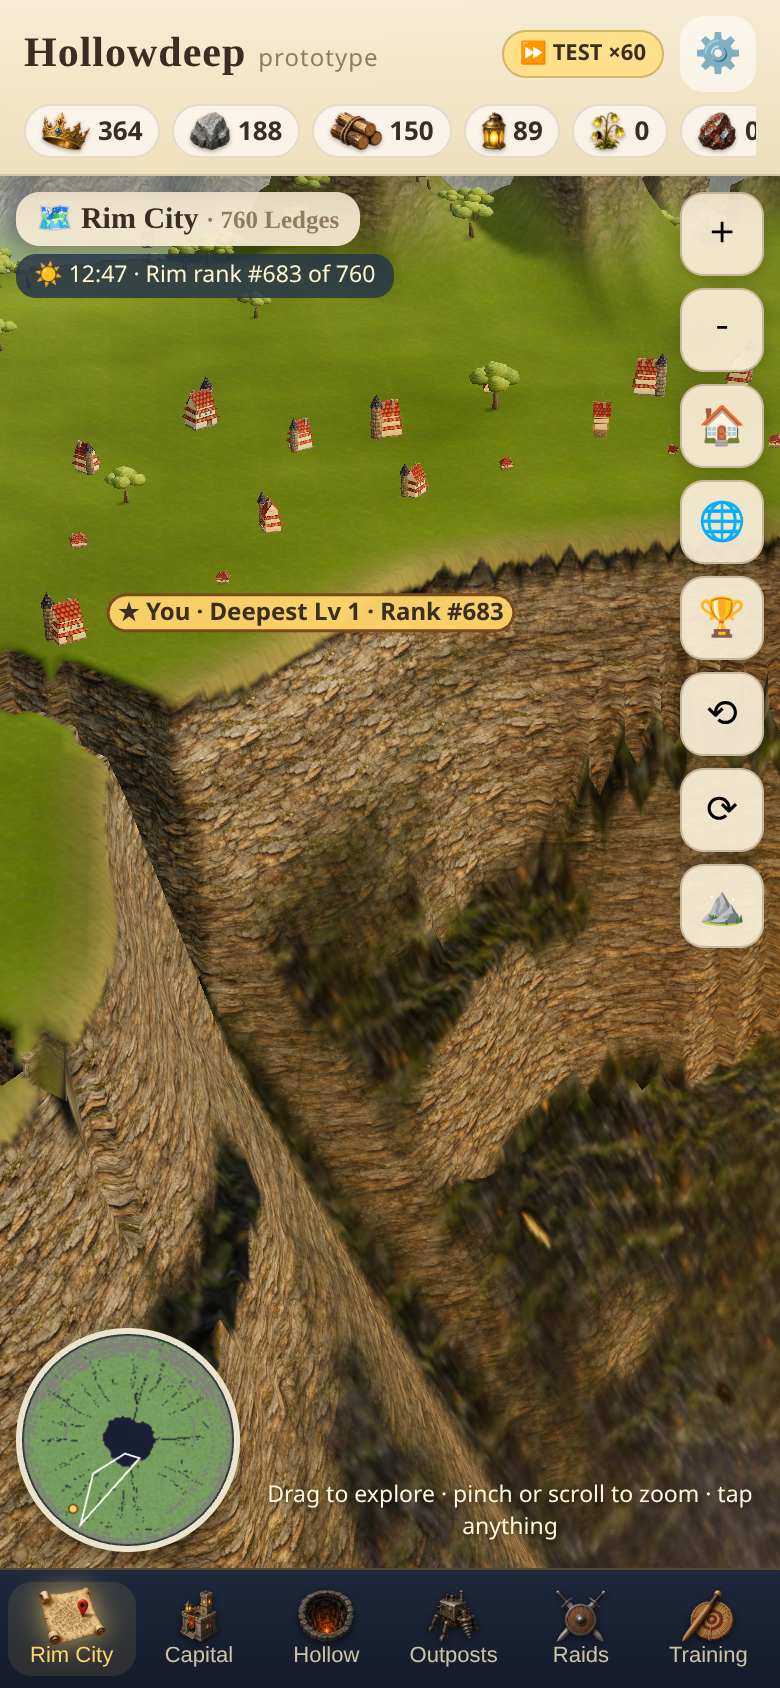 Hollowdeep prototype
⏩ TEST ×60
364 188 150 89 0 0
Rim City · 760 Ledges
12:47 · Rim rank #683 of 760
+
-
★ You · Deepest Lv 1 · Rank #683
Drag to explore · pinch or scroll to zoom · tap
anything
Rim City Capital Hollow Outposts Raids Training